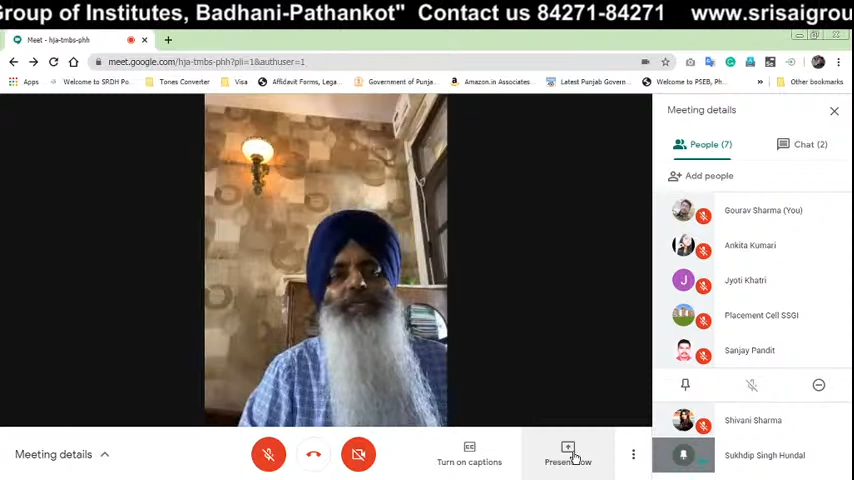 Group of Institutes, Badhani-Pathankot"   Contact us 84271-84271   www.srisaigrou
Meet - hja-tmbs-phh
meet.google.com/hja-tmbs-phh?pli=1&authuser=1
Apps   Welcome to SRDH Po...   Tones Converter   Visa   Affidavit Forms, Lega...   Government of Punja...   Amazon.in Associates...   Latest Punjab Govern...   Welcome to PSEB, Ph...   »   Other bookmarks
Meeting details
People (7)   Chat (2)
Add people
Gourav Sharma (You)
Ankita Kumari
J   Jyoti Khatri
Placement Cell SSGI
Sanjay Pandit
Shivani Sharma
Sukhdip Singh Hundal
Meeting details
CC
Turn on captions   Present now